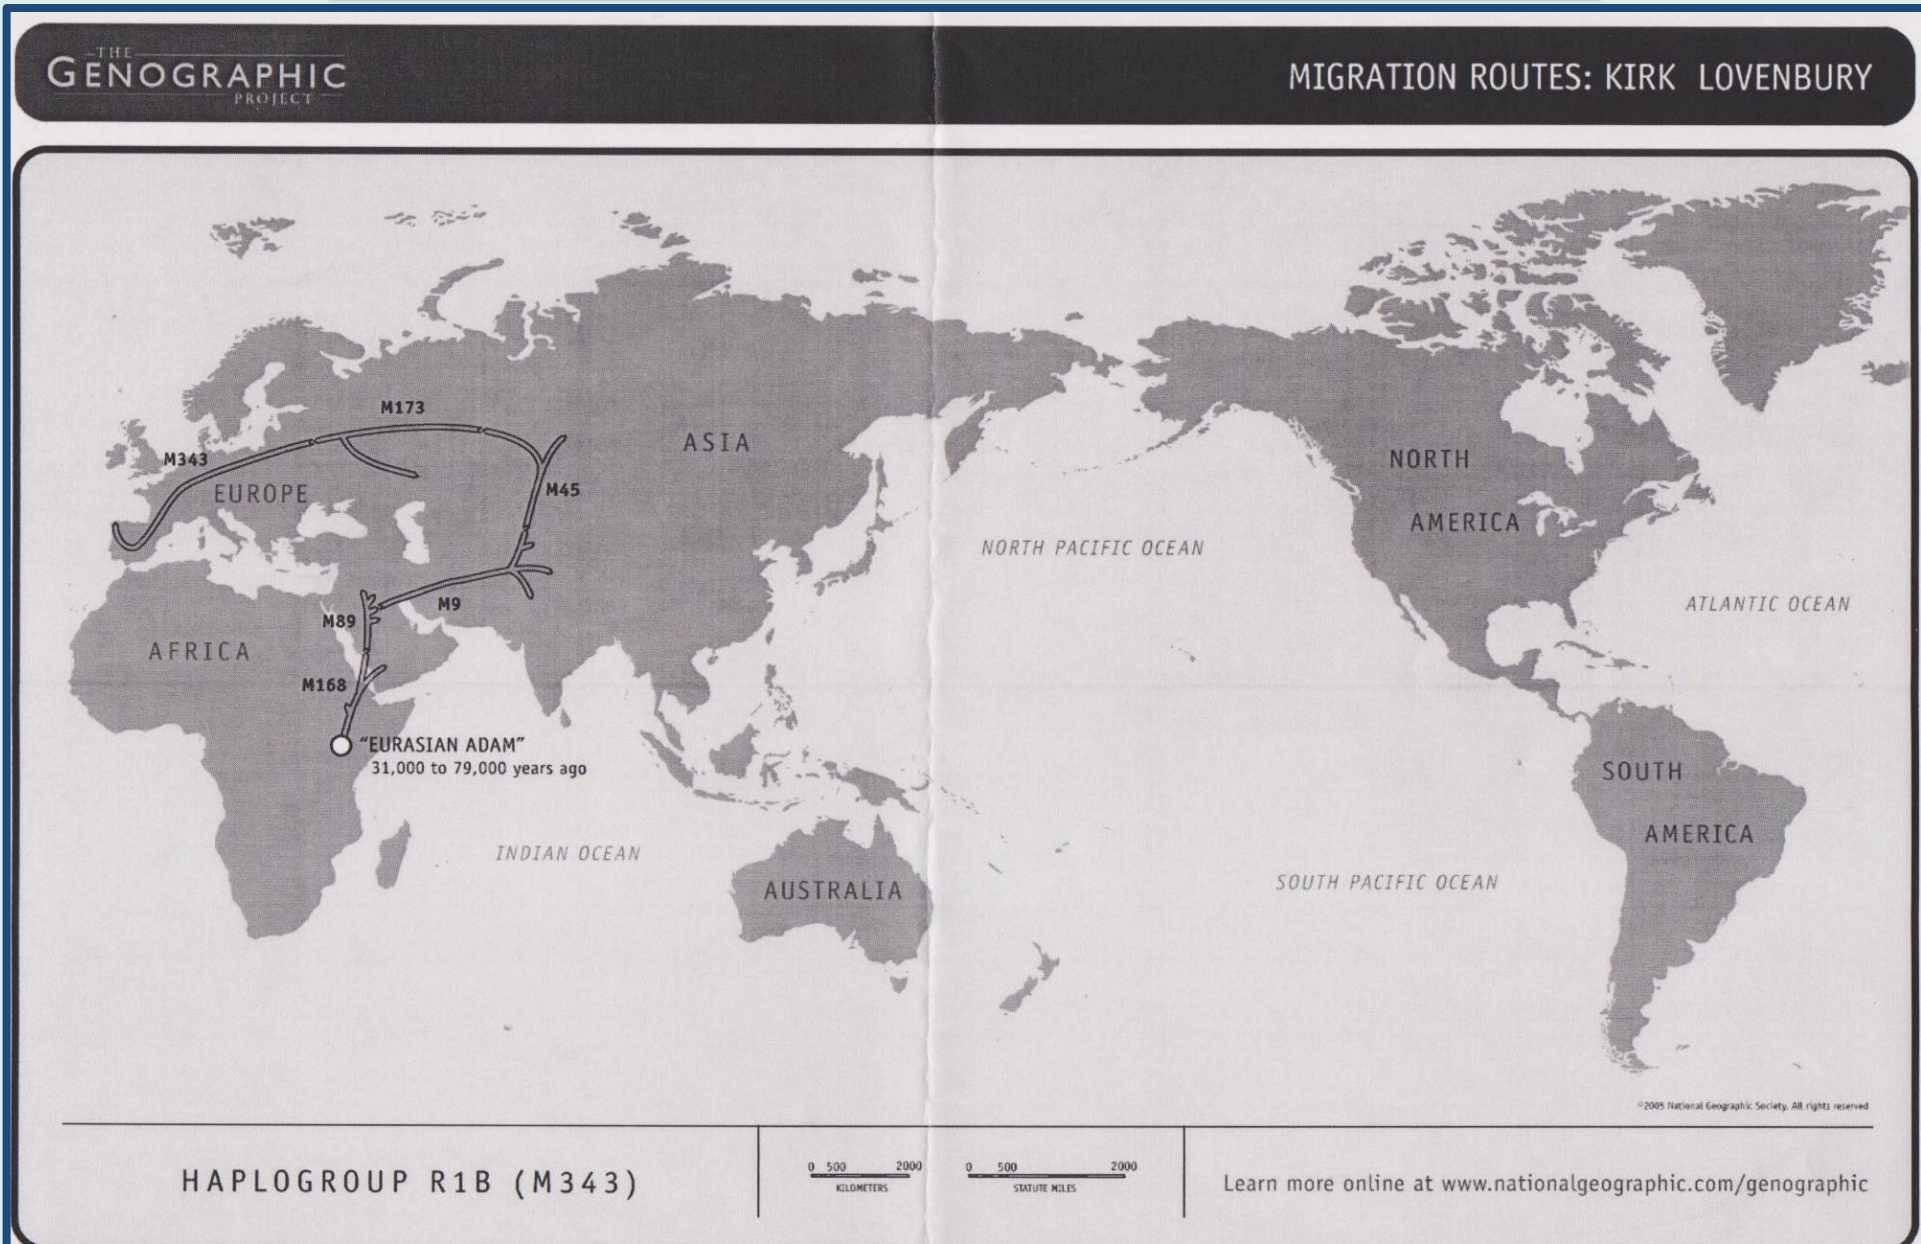 THE
GENOGRAPHIC
PROJECT
MIGRATION ROUTES: KIRK LOVENBURY
M173
M343
EUROPE
M45
ASIA
M9
M89
AFRICA
M168
"EURASIAN ADAM"
31,000 to 79,000 years ago
INDIAN OCEAN
AUSTRALIA
NORTH PACIFIC OCEAN
SOUTH PACIFIC OCEAN
NORTH
AMERICA
ATLANTIC OCEAN
SOUTH
AMERICA
©2005 National Geographic Society. All rights reserved
HAPLOGROUP R1B (M343)
0 500 2000
KILOMETERS
0 500 2000
STATUTE MILES
Learn more online at www.nationalgeographic.com/genographic